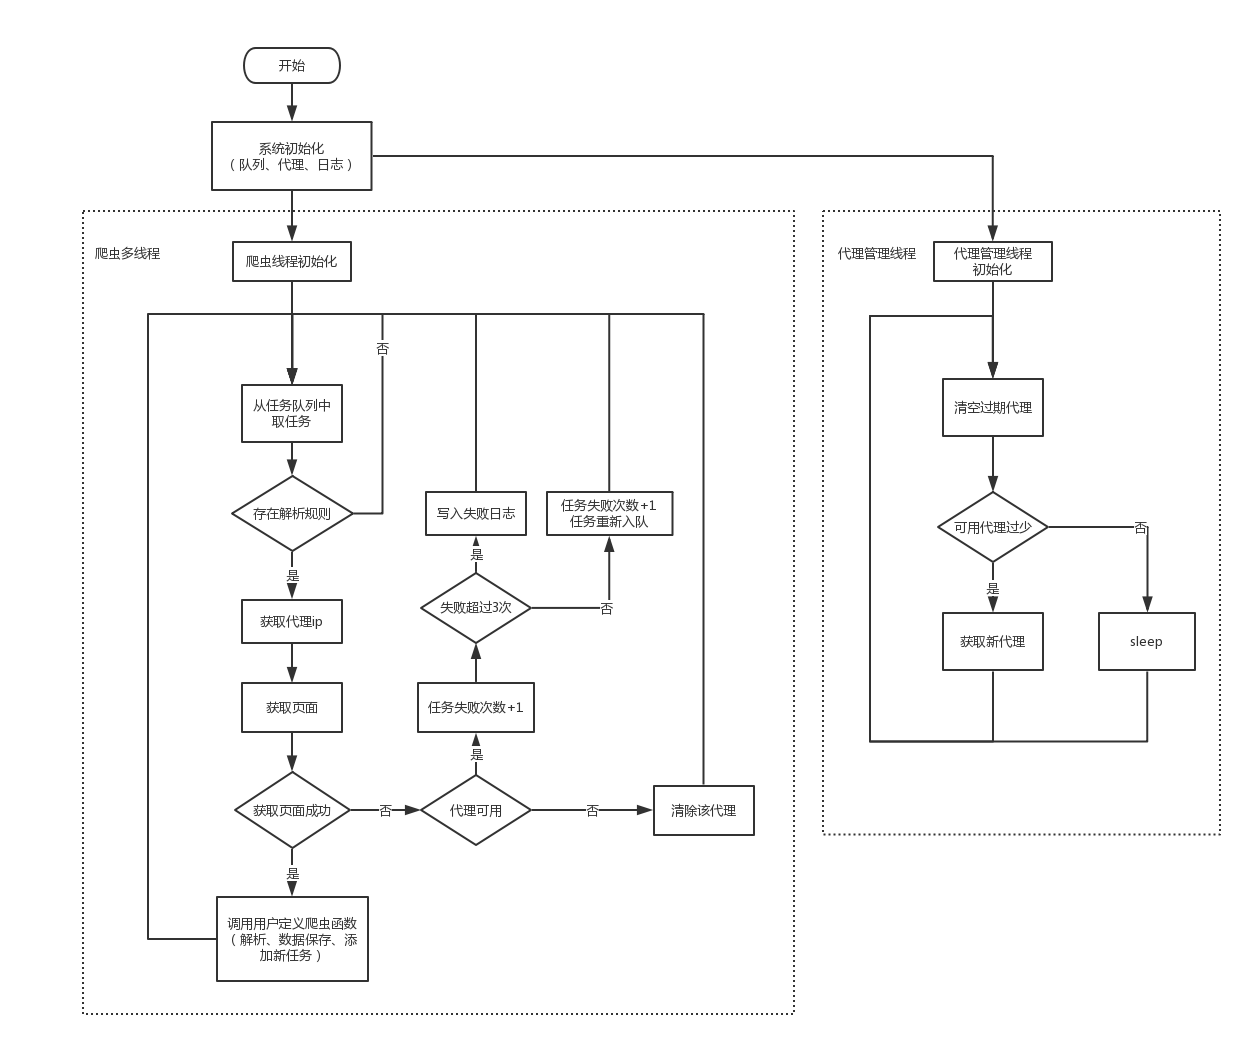 开始
系统初始化
（队列、代理、日志）
爬虫多线程
爬虫线程初始化
否
从任务队列中
取任务
存在解析规则
是
获取代理ip
获取页面
获取页面成功
是
调用用户定义爬虫函数
（解析、数据保存、添
加新任务）
否
代理可用
是
任务失败次数+1
失败超过3次
是
写入失败日志
否
任务失败次数+1
任务重新入队
否
清除该代理
代理管理线程
代理管理线程
初始化
清空过期代理
可用代理过少
否
是
获取新代理
sleep